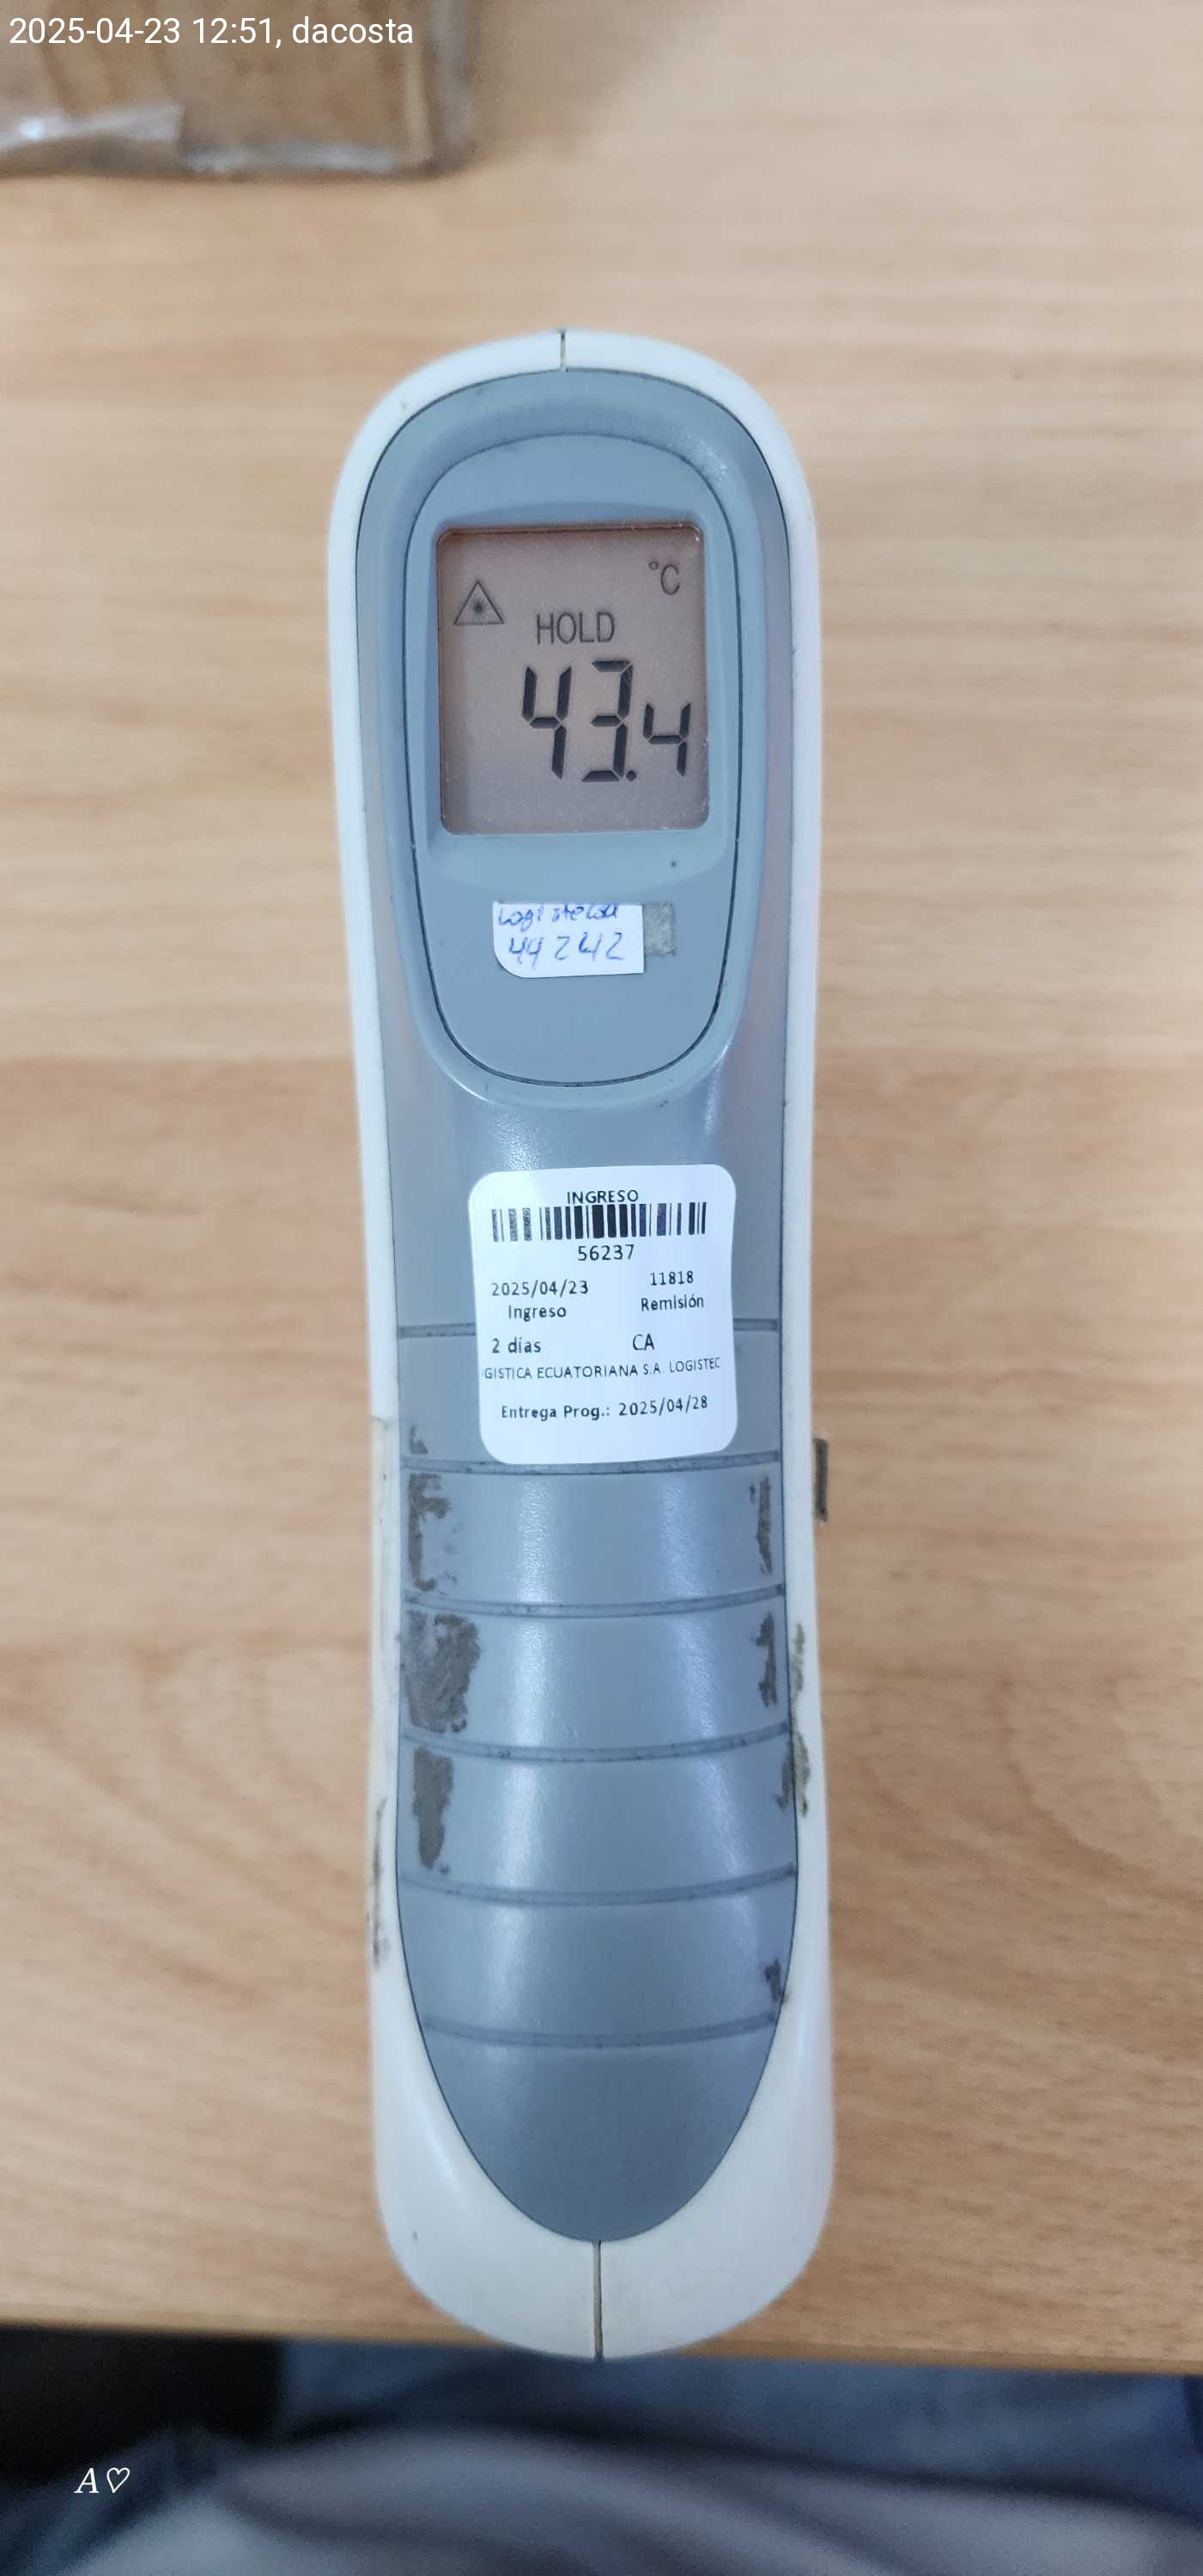 2025-04-23 12:51, dacosta
°C
HOLD
43.4
44242
INGRESO
56237
2025/04/23 11818
Ingreso Remisión
2 días CA
GISTICA ECUATORIANA S.A. LOGISTEC
Entrega Prog.: 2025/04/28
A♡